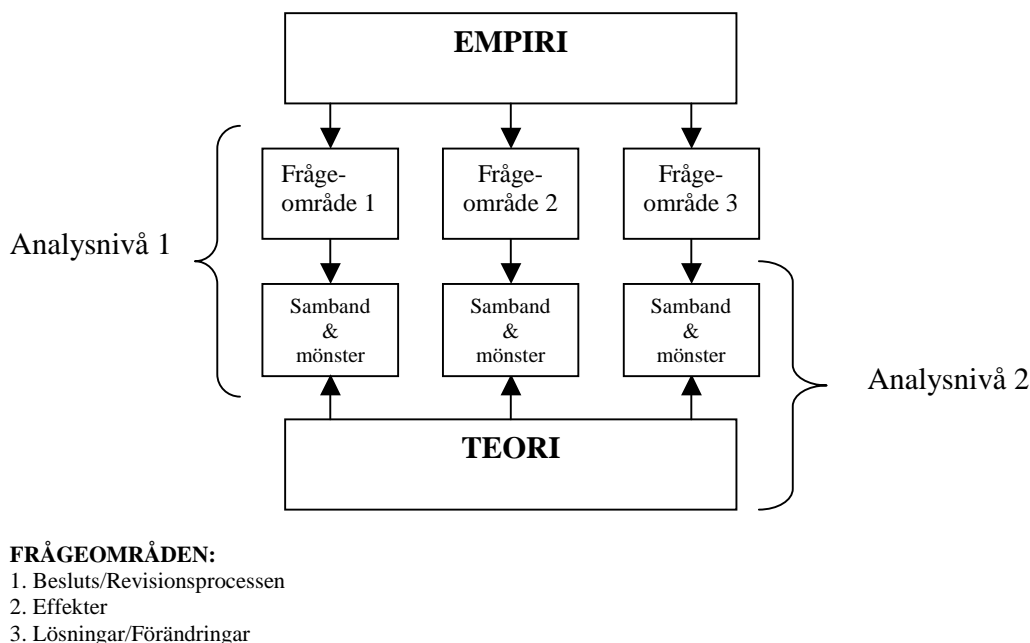 EMPIRI
Fråge-
område 1
Fråge-
område 2
Fråge-
område 3
Analysnivå 1
Samband
&
mönster
Samband
&
mönster
Samband
&
mönster
Analysnivå 2
TEORI
FRÅGEOMRÅDEN:
1. Besluts/Revisionsprocessen
2. Effekter
3. Lösningar/Förändringar